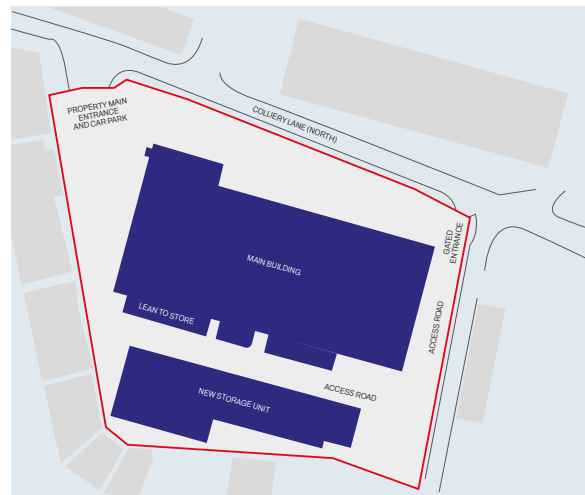 PROPERTY MAIN
ENTRANCE
AND CAR PARK
COLLIERY LANE (NORTH)
GATED
ENTRANCE
MAIN BUILDING
LEAN TO STORE
ACCESS ROAD
ACCESS ROAD
NEW STORAGE UNIT